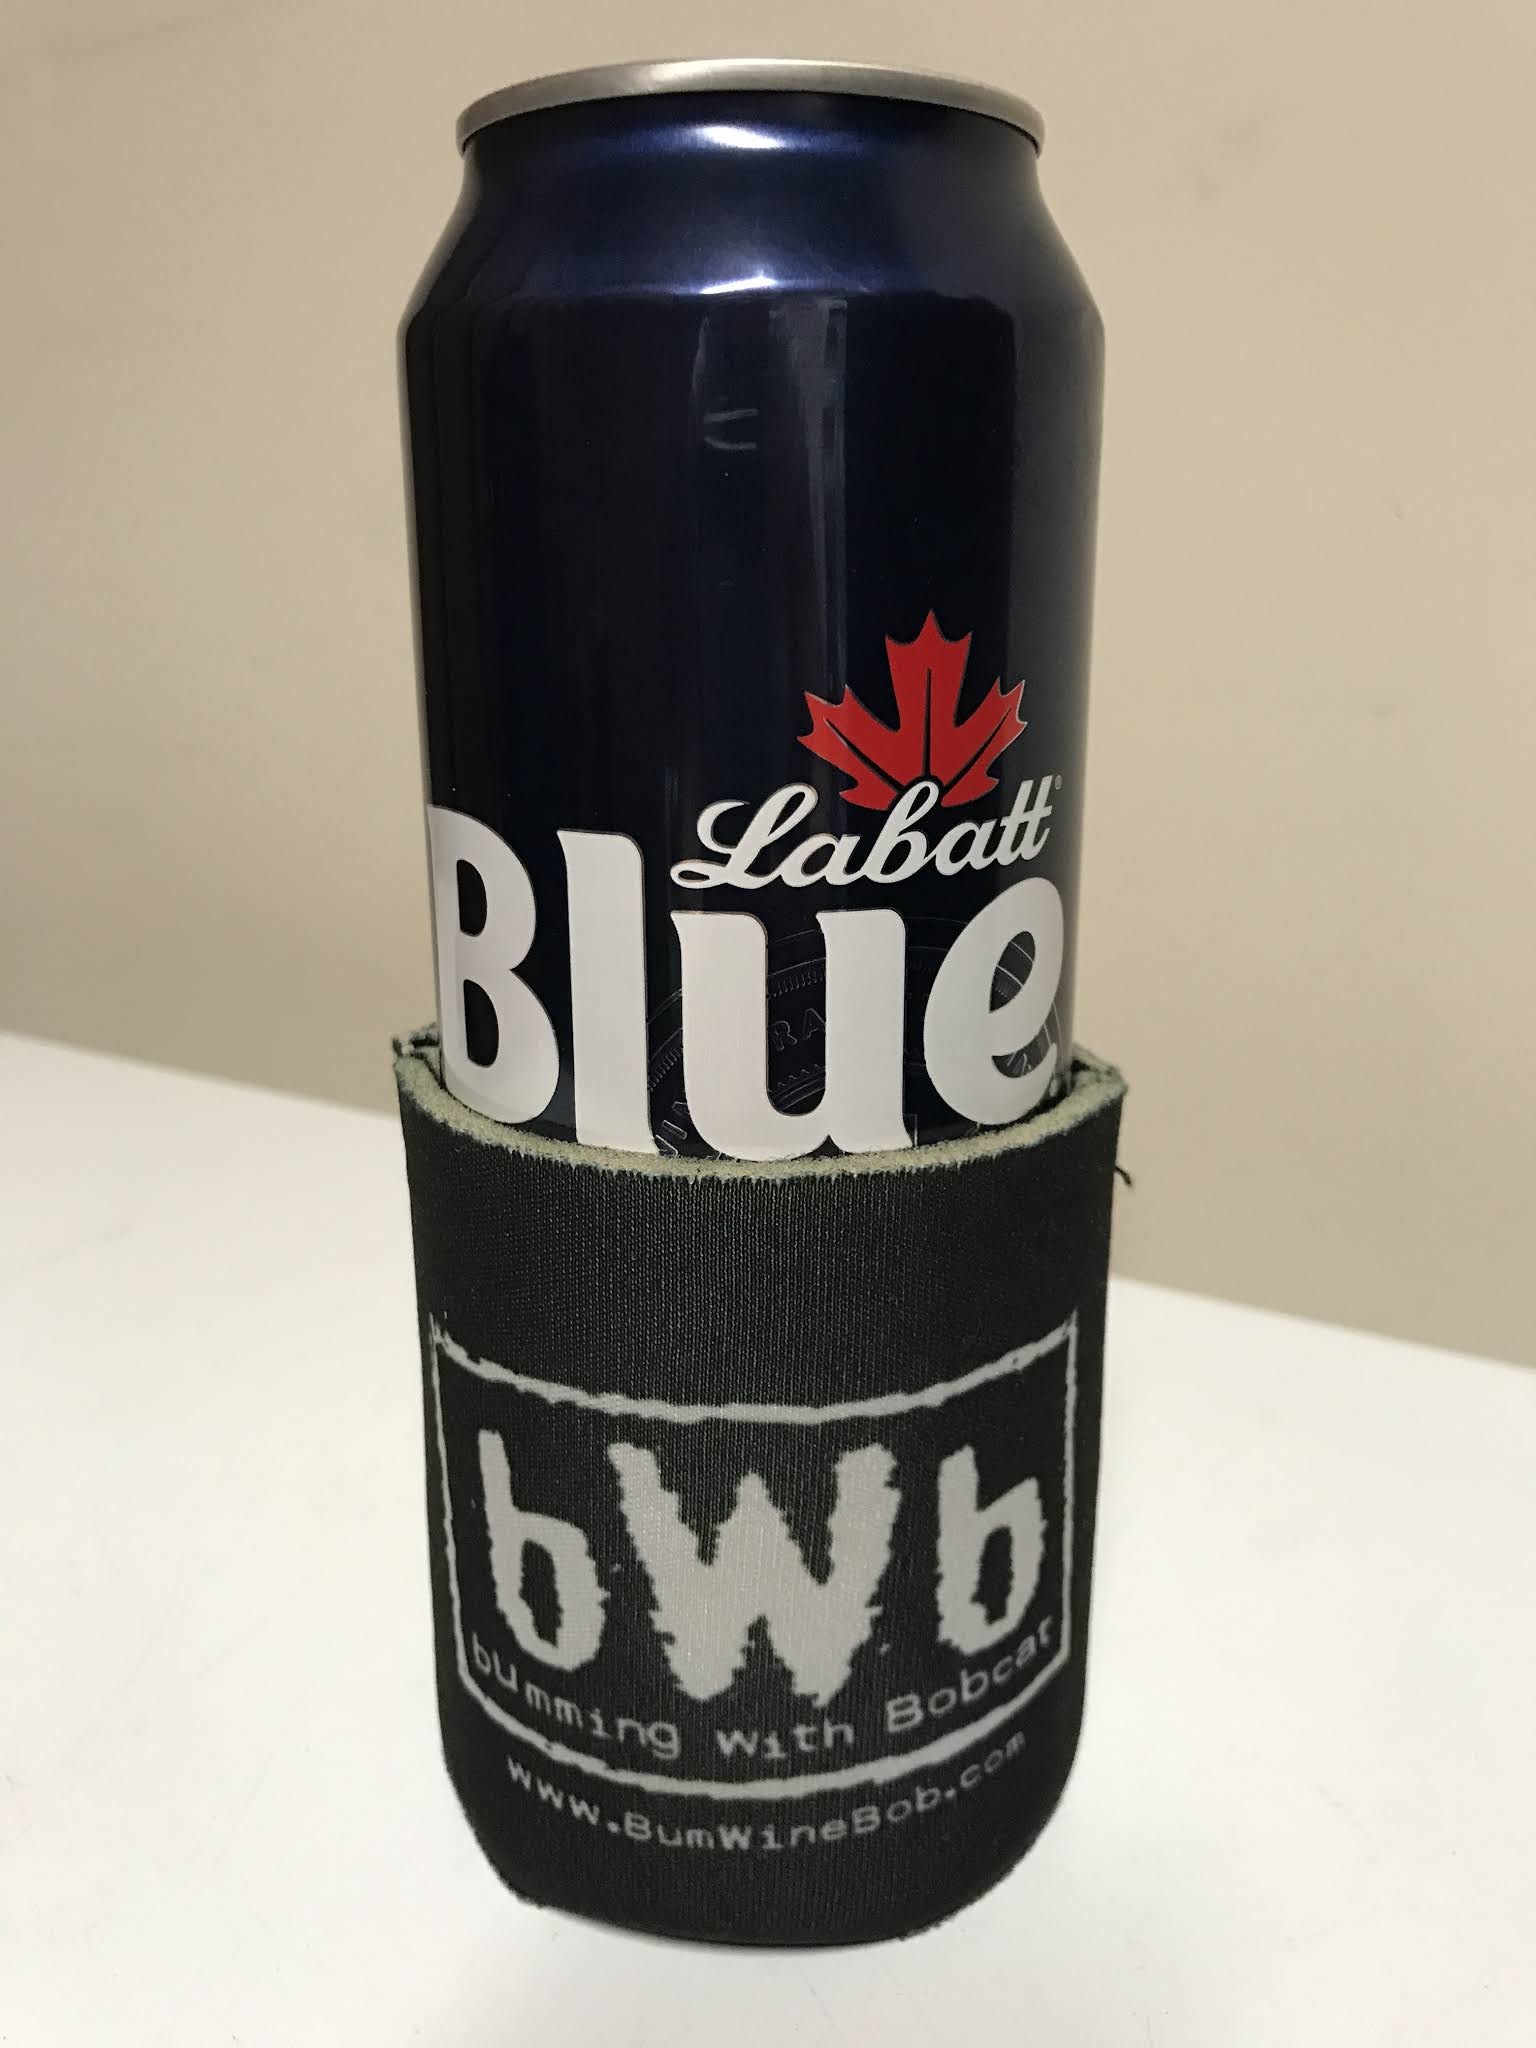 Labatt®
Blue
bWb
bumming with Bobcat
www.BumWineBob.com